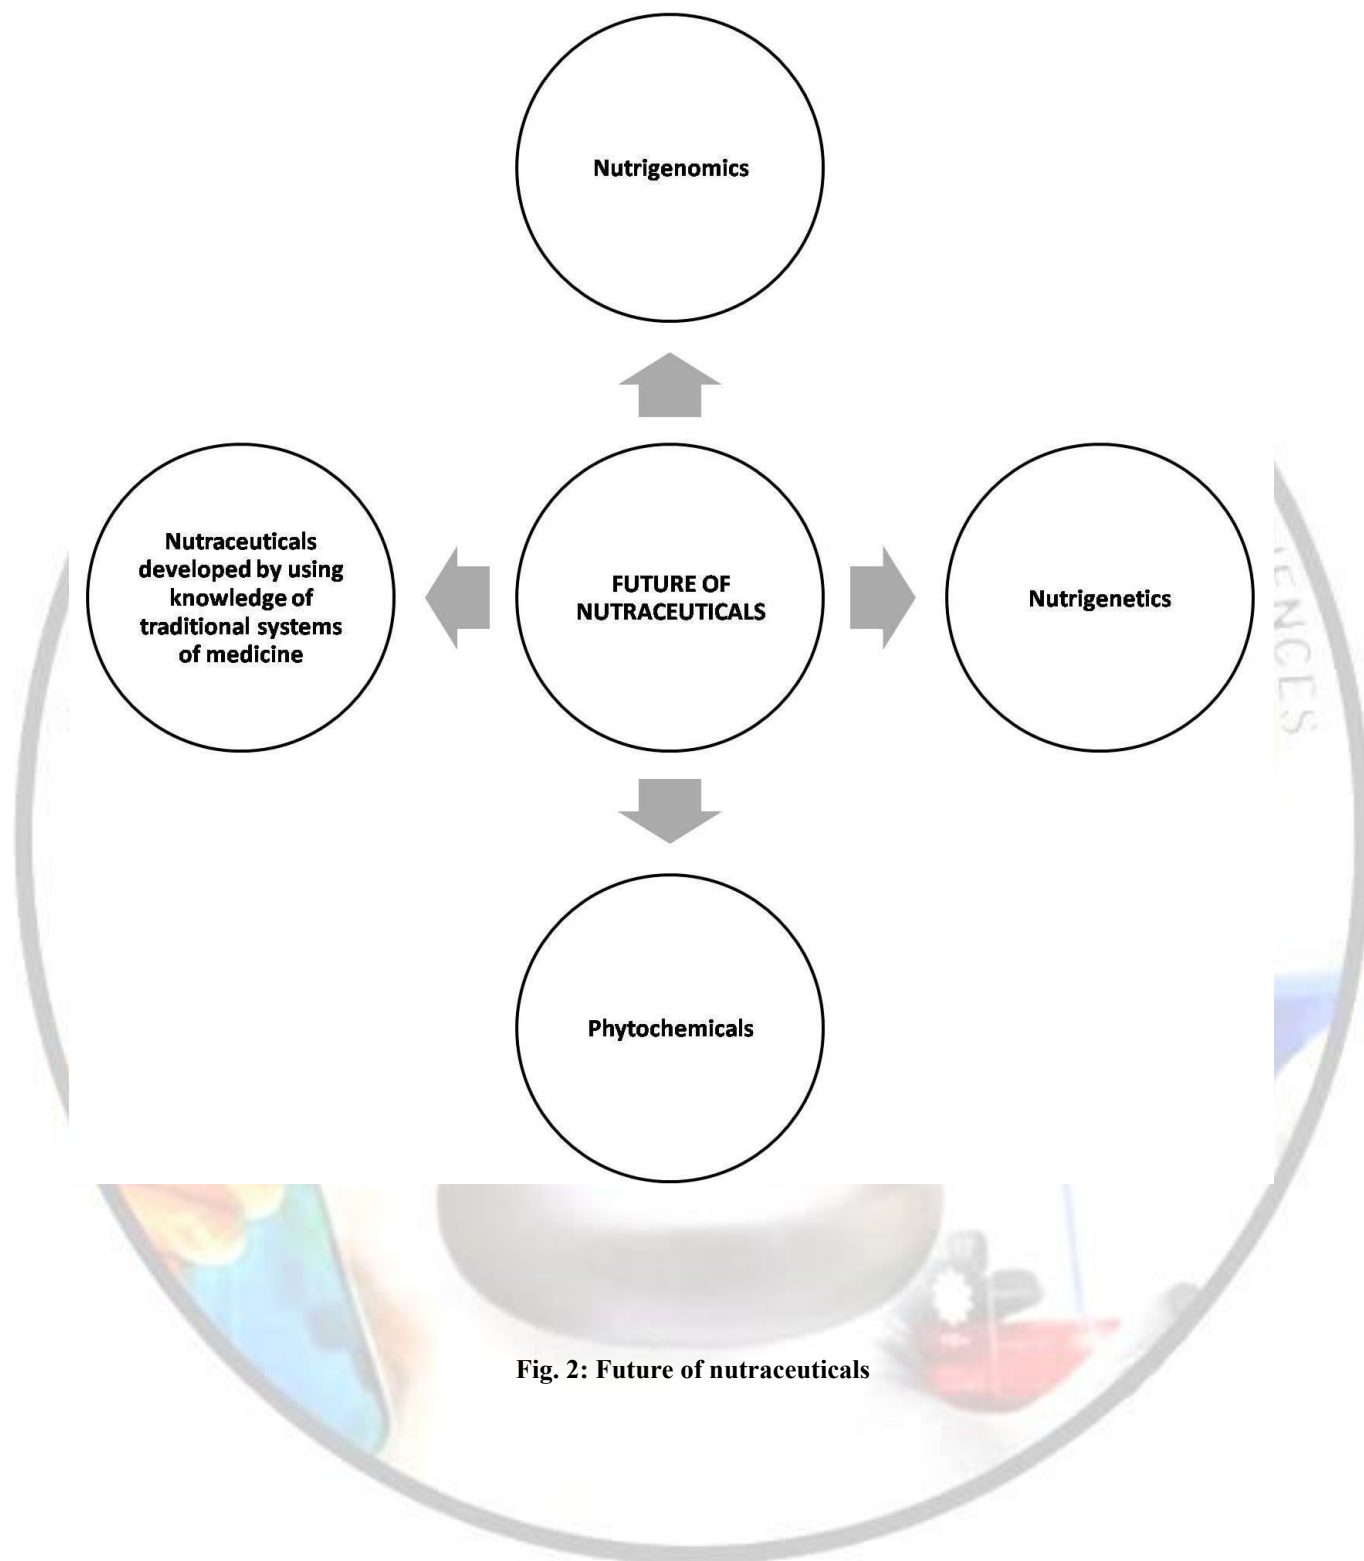 Nutrigenomics
Nutraceuticals
developed by using
knowledge of
traditional systems
of medicine
FUTURE OF
NUTRACEUTICALS
Nutrigenetics
IENCES
Phytochemicals
Fig. 2: Future of nutraceuticals